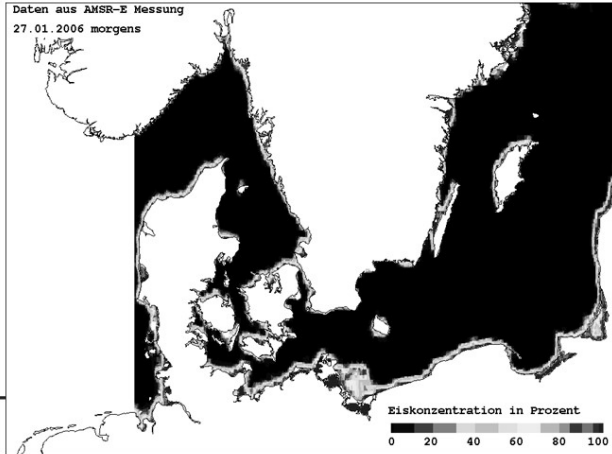 Daten aus AMSR-E Messung
27.01.2006 morgens
Eiskonzentration in Prozent
0 20 40 60 80 100